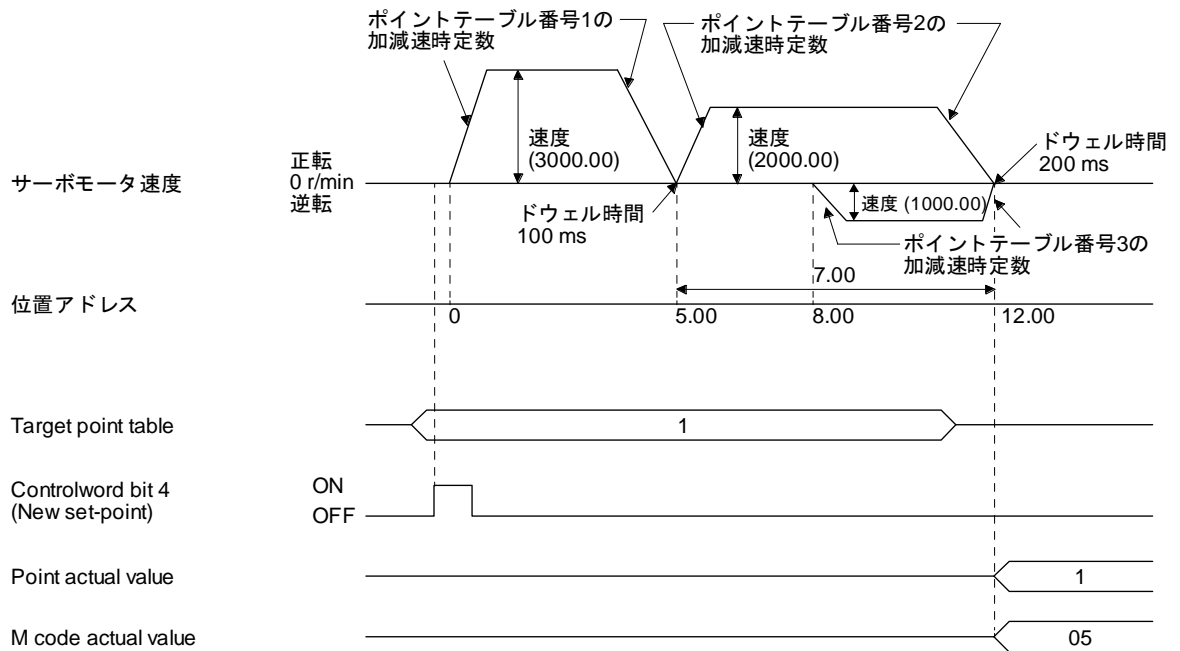 ポイントテーブル番号1の
加減速時定数
ポイントテーブル番号2の
加減速時定数
サーボモータ速度
正転
0 r/min
逆転
速度
(3000.00)
速度
(2000.00)
ドウェル時間
200 ms
ドウェル時間
100 ms
速度 (1000.00)
ポイントテーブル番号3の
加減速時定数
7.00
位置アドレス
0
5.00
8.00
12.00
Target point table
1
Controlword bit 4
(New set-point)
ON
OFF
Point actual value
1
M code actual value
05